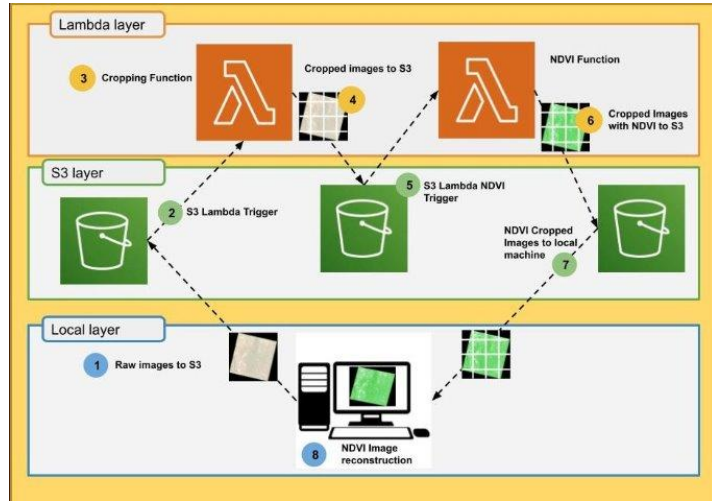 Lambda layer
3 Cropping Function
Cropped images to S3
4
NDVI Function
6 Cropped Images
with NDVI to S3
S3 layer
2 S3 Lambda Trigger
5 S3 Lambda NDVI
Trigger
NDVI Cropped
Images to local
machine
7
Local layer
1 Raw images to S3
8 NDVI Image
reconstruction